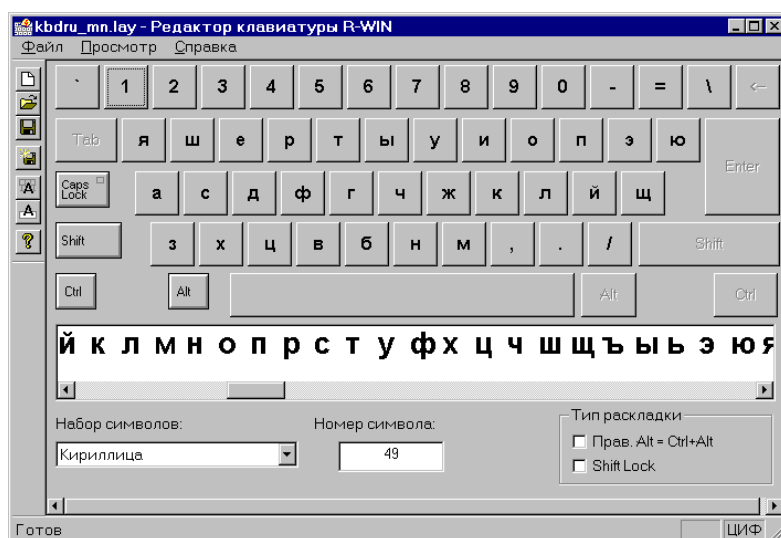 kbdru_mn.lay - Редактор клавиатуры R-WIN
Файл Просмотр Справка
` 1 2 3 4 5 6 7 8 9 0 - = \ <-
Tab я ш е р т ы у и о п э ю
Enter
Caps Lock а с д ф г ч ж к л й щ
Shift з х ц в б н м , . / Shift
Ctrl Alt Alt Ctrl
й к л м н о п р с т у ф х ц ч ш щ ъ ы ь э ю я
Набор символов: Номер символа: Тип раскладки
Кириллица 49 Прав. Alt = Ctrl+Alt
Shift Lock
Готов ЦИФ